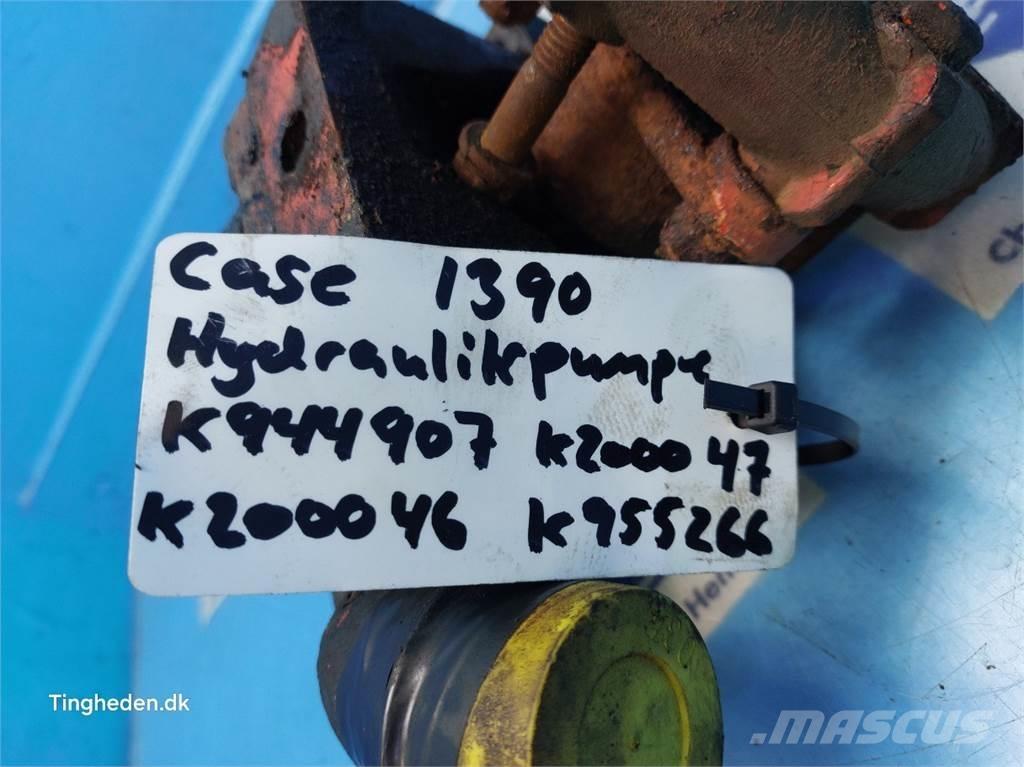 Case 1390
Hydraulikpumpe
K944907 K200047
K200046 K955266
Tingheden.dk
MASCUS